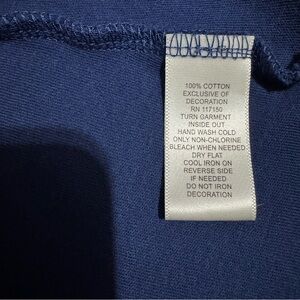 100% COTTON
EXCLUSIVE OF
DECORATION
RN 117150
TURN GARMENT
INSIDE OUT
HAND WASH COLD
ONLY NON-CHLORINE
BLEACH WHEN NEEDED
DRY FLAT
COOL IRON ON
REVERSE SIDE
IF NEEDED
DO NOT IRON
DECORATION